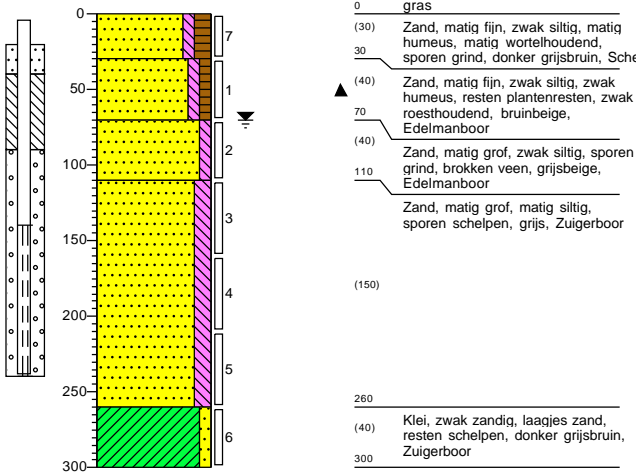 0
50
100
150
200
250
300
7
1
2
3
4
5
6
0 gras
(30) Zand, matig fijn, zwak siltig, matig
humeus, matig wortelhoudend,
30 sporen grind, donker grijsbruin, Sche
(40) Zand, matig fijn, zwak siltig, zwak
humeus, resten plantenresten, zwak
70 roesthoudend, bruinbeige,
Edelmanboor
(40) Zand, matig grof, zwak siltig, sporen
110 grind, brokken veen, grijsbeige,
Edelmanboor
Zand, matig grof, matig siltig,
sporen schelpen, grijs, Zuigerboor
(150)
260
(40) Klei, zwak zandig, laagjes zand,
resten schelpen, donker grijsbruin,
300 Zuigerboor